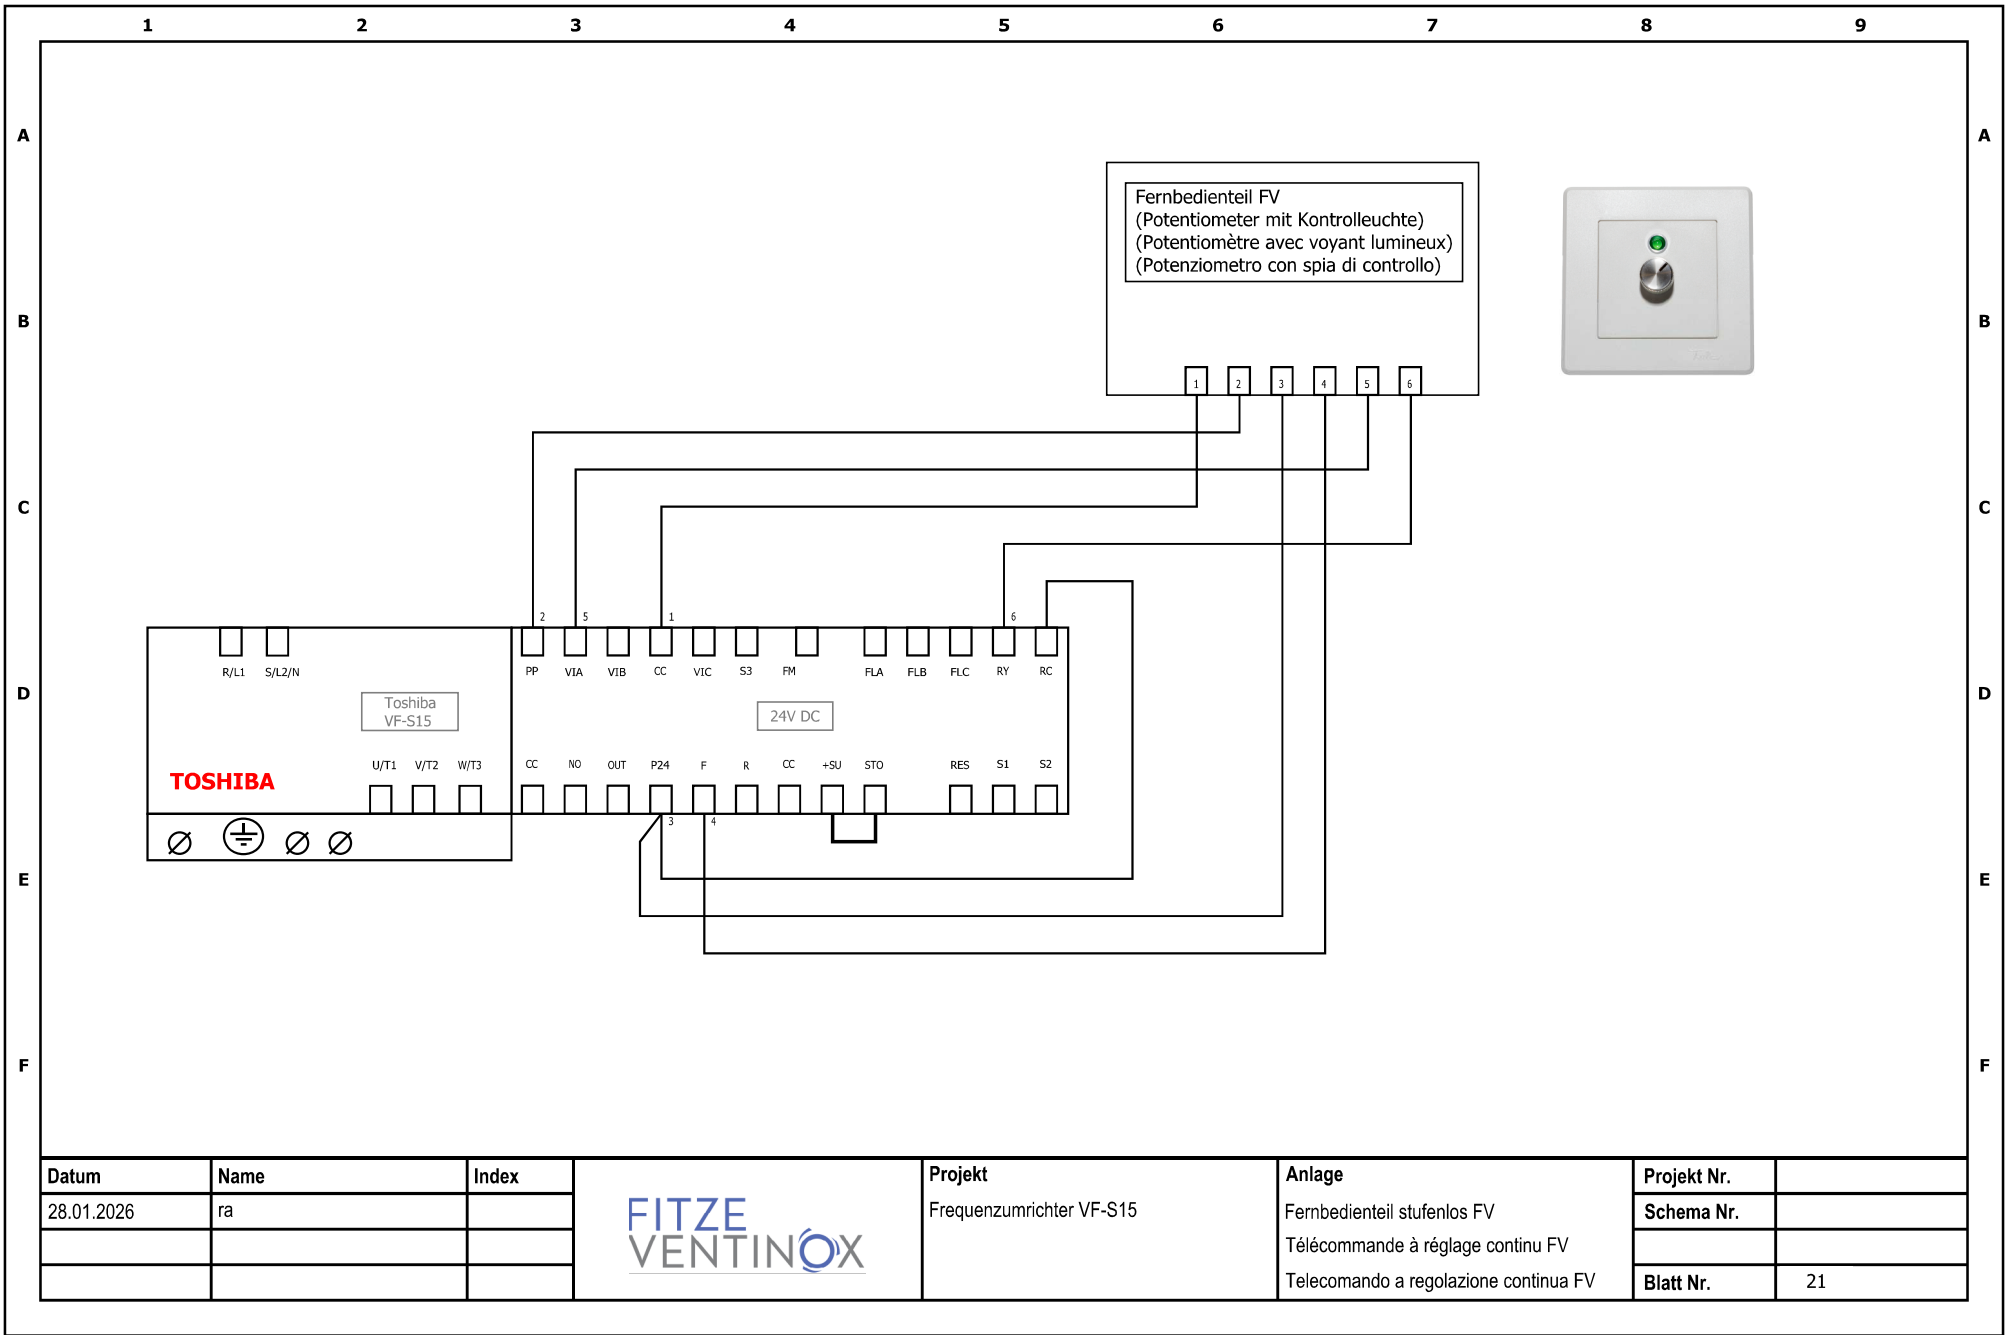 1 2 3 4 5 6 7 8 9
A A
Fernbedienteil FV
(Potentiometer mit Kontrolleuchte)
(Potentiomètre avec voyant lumineux)
(Potenziometro con spia di controllo)
B B
1 2 3 4 5 6
C C
2 5 1 6
R/L1 S/L2/N PP VIA VIB CC VIC S3 FM FLA FLB FLC RY RC
D D
Toshiba
VF-S15
24V DC
TOSHIBA
U/T1 V/T2 W/T3 CC NO OUT P24 F R CC +SU STO RES S1 S2
3 4
E E
F F
Datum Name Index
28.01.2026 ra
FITZE
VENTINOX
Projekt
Frequenzumrichter VF-S15
Anlage
Fernbedienteil stufenlos FV
Télécommande à réglage continu FV
Telecomando a regolazione continua FV
Projekt Nr.
Schema Nr.
Blatt Nr. 21